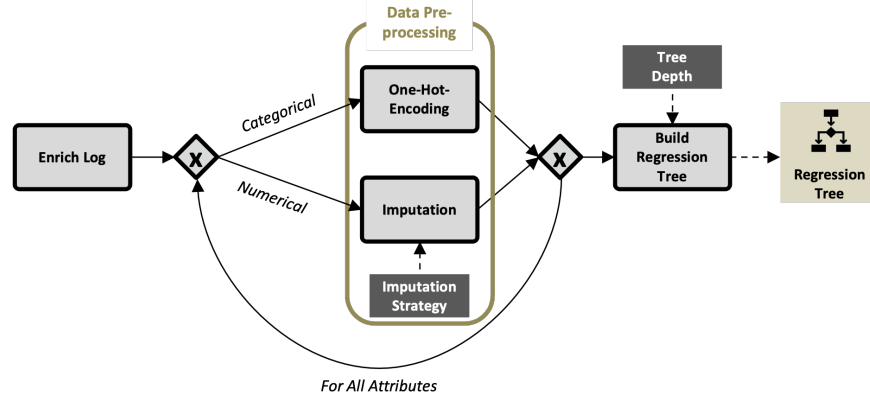 Data Pre-
processing
Enrich Log
X
Categorical
Numerical
One-Hot-
Encoding
Imputation
Imputation
Strategy
For All Attributes
X
Tree
Depth
Build
Regression
Tree
Regression
Tree